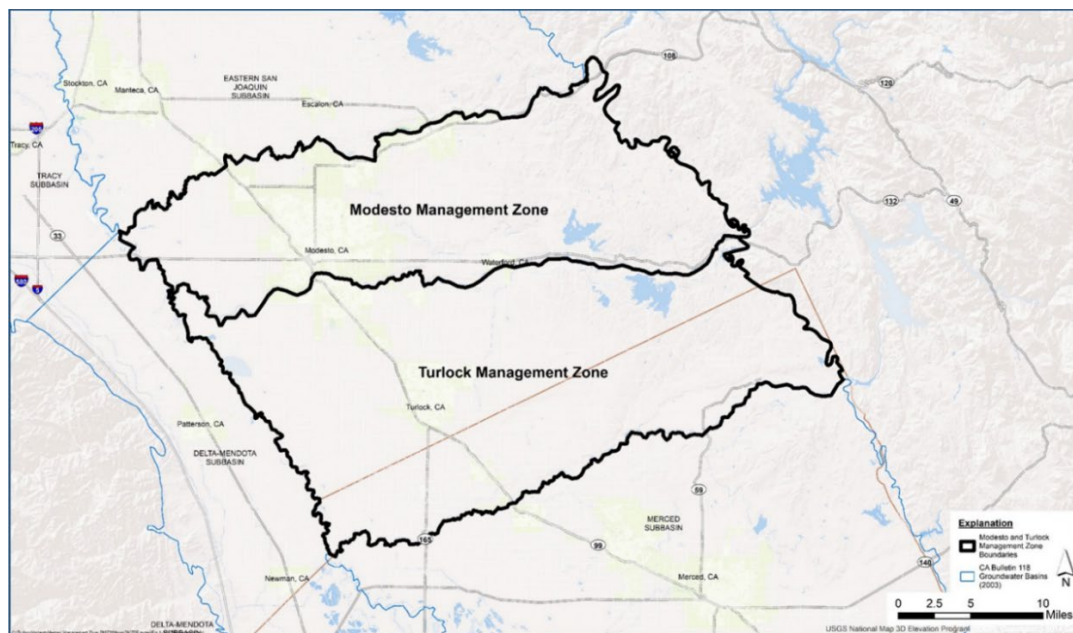 108
120
Stockton, CA
Manteca, CA
EASTERN SAN
JOAQUIN
SUBBASIN
Escalon, CA
205
Tracy, CA
TRACY
SUBBASIN
132
49
Modesto Management Zone
33
Modesto, CA
Waterford, CA
580
5
Turlock Management Zone
Turlock, CA
Patterson, CA
DELTA-MENDOTA
SUBBASIN
59
MERCED
SUBBASIN
165
99
Newman, CA
Merced, CA
140
DELTA-MENDOTA
SUBBASIN
Explanation
Modesto and Turlock
Management Zone
Boundaries
CA Bulletin 118
Groundwater Basins
(2003)
N
0 2.5 5 10
Miles
USGS National Map 3D Elevation Program